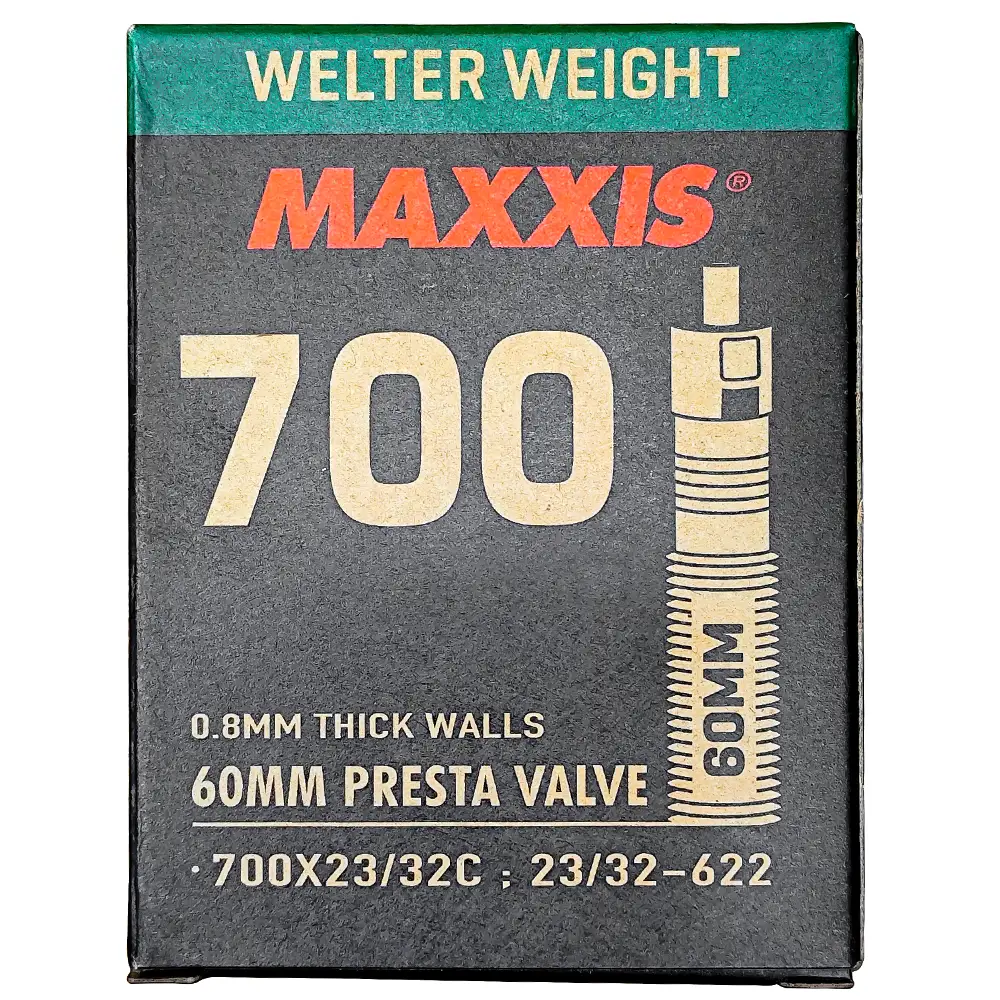 WELTER WEIGHT
MAXXIS®
700
60MM
0.8MM THICK WALLS
60MM PRESTA VALVE
·700X23/32C ; 23/32-622